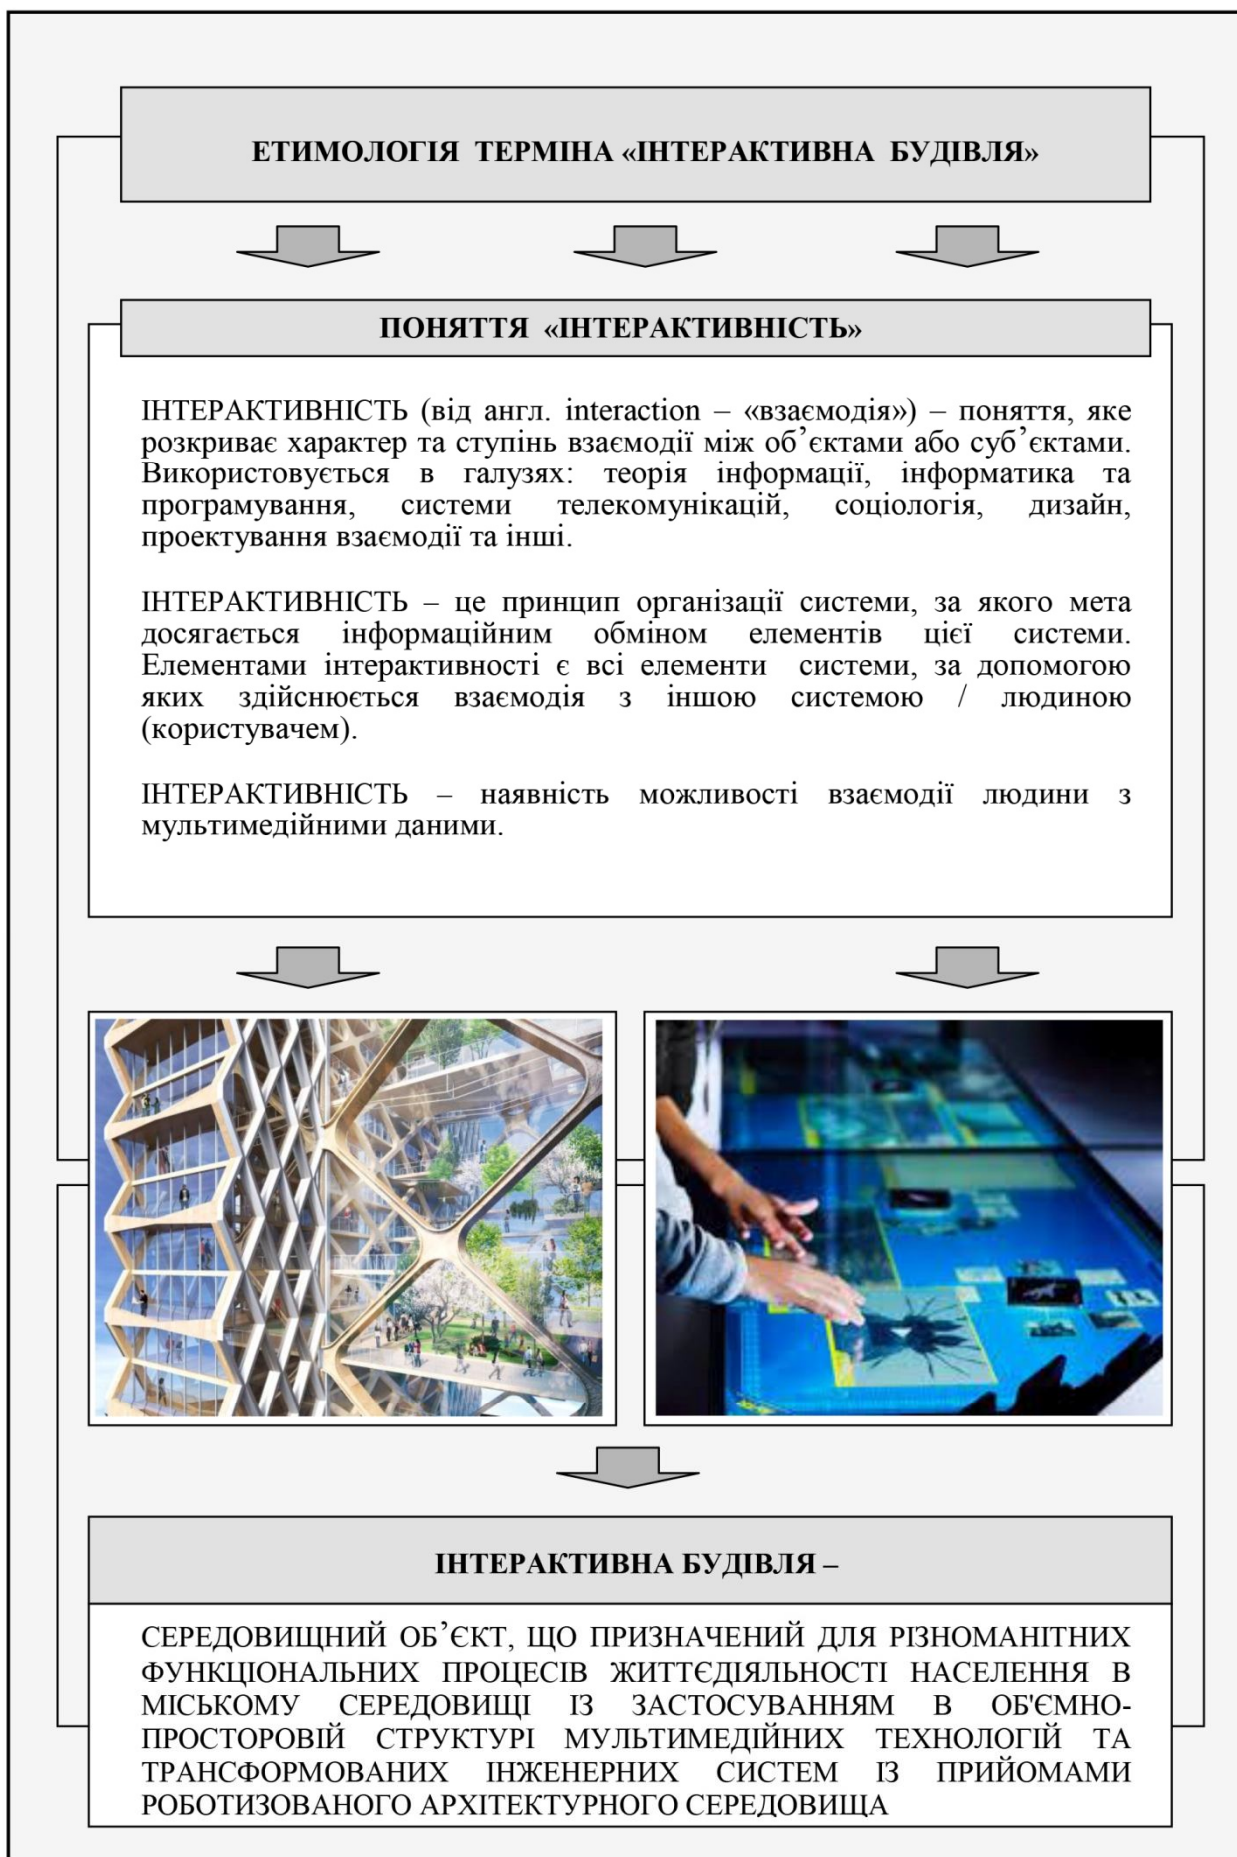 ЕТИМОЛОГІЯ ТЕРМІНА «ІНТЕРАКТИВНА БУДІВЛЯ»
ПОНЯТТЯ «ІНТЕРАКТИВНІСТЬ»
ІНТЕРАКТИВНІСТЬ (від англ. interaction – «взаємодія») – поняття, яке
розкриває характер та ступінь взаємодії між об’єктами або суб’єктами.
Використовується в галузях: теорія інформації, інформатика та
програмування, системи телекомунікацій, соціологія, дизайн,
проектування взаємодії та інші.
ІНТЕРАКТИВНІСТЬ – це принцип організації системи, за якого мета
досягається інформаційним обміном елементів цієї системи.
Елементами інтерактивності є всі елементи системи, за допомогою
яких здійснюється взаємодія з іншою системою / людиною
(користувачем).
ІНТЕРАКТИВНІСТЬ – наявність можливості взаємодії людини з
мультимедійними даними.
ІНТЕРАКТИВНА БУДІВЛЯ –
СЕРЕДОВИЩНИЙ ОБ’ЄКТ, ЩО ПРИЗНАЧЕНИЙ ДЛЯ РІЗНОМАНІТНИХ
ФУНКЦІОНАЛЬНИХ ПРОЦЕСІВ ЖИТТЄДІЯЛЬНОСТІ НАСЕЛЕННЯ В
МІСЬКОМУ СЕРЕДОВИЩІ ІЗ ЗАСТОСУВАННЯМ В ОБ'ЄМНО-
ПРОСТОРОВІЙ СТРУКТУРІ МУЛЬТИМЕДІЙНИХ ТЕХНОЛОГІЙ ТА
ТРАНСФОРМОВАНИХ ІНЖЕНЕРНИХ СИСТЕМ ІЗ ПРИЙОМАМИ
РОБОТИЗОВАНОГО АРХІТЕКТУРНОГО СЕРЕДОВИЩА